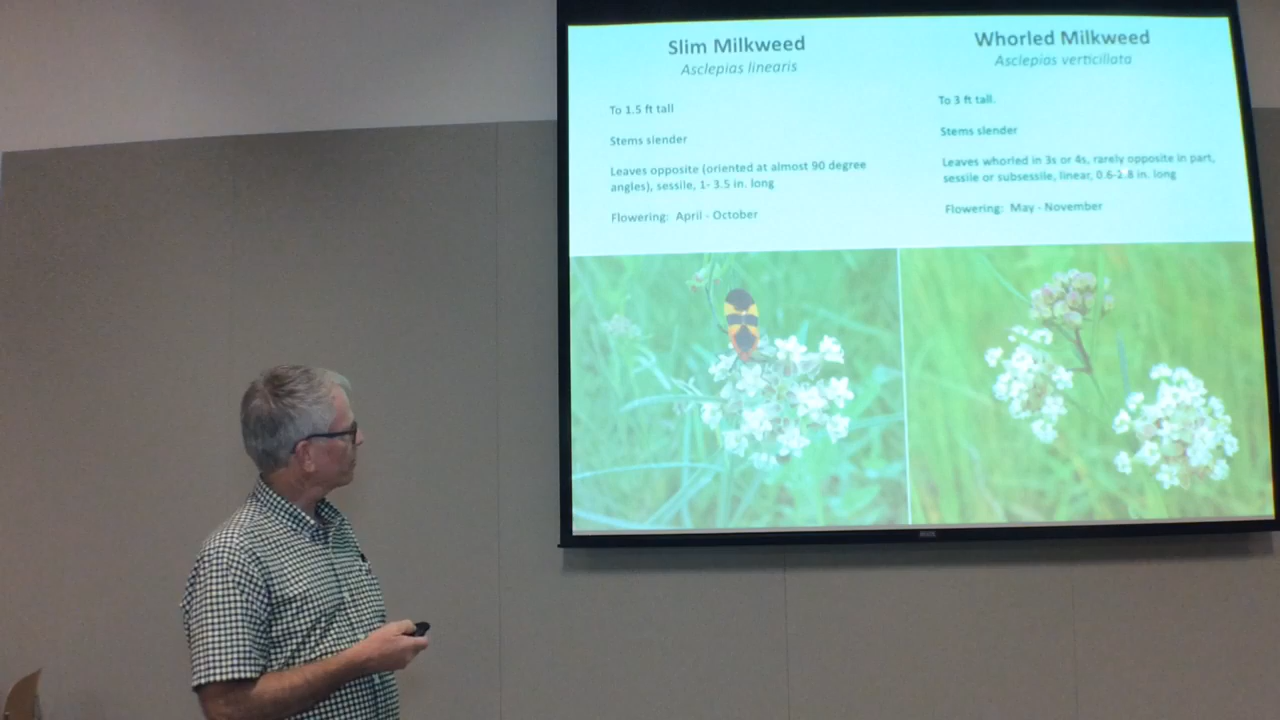 Slim Milkweed
Asclepias linearis
To 1.5 ft tall
Stems slender
Leaves opposite (oriented at almost 90 degree
angles), sessile, 1- 3.5 in. long
Flowering: April - October
Whorled Milkweed
Asclepias verticillata
To 3 ft tall.
Stems slender
Leaves whorled in 3s or 4s, rarely opposite in part,
sessile or subsessile, linear, 0.6-2.8 in. long
Flowering: May - November